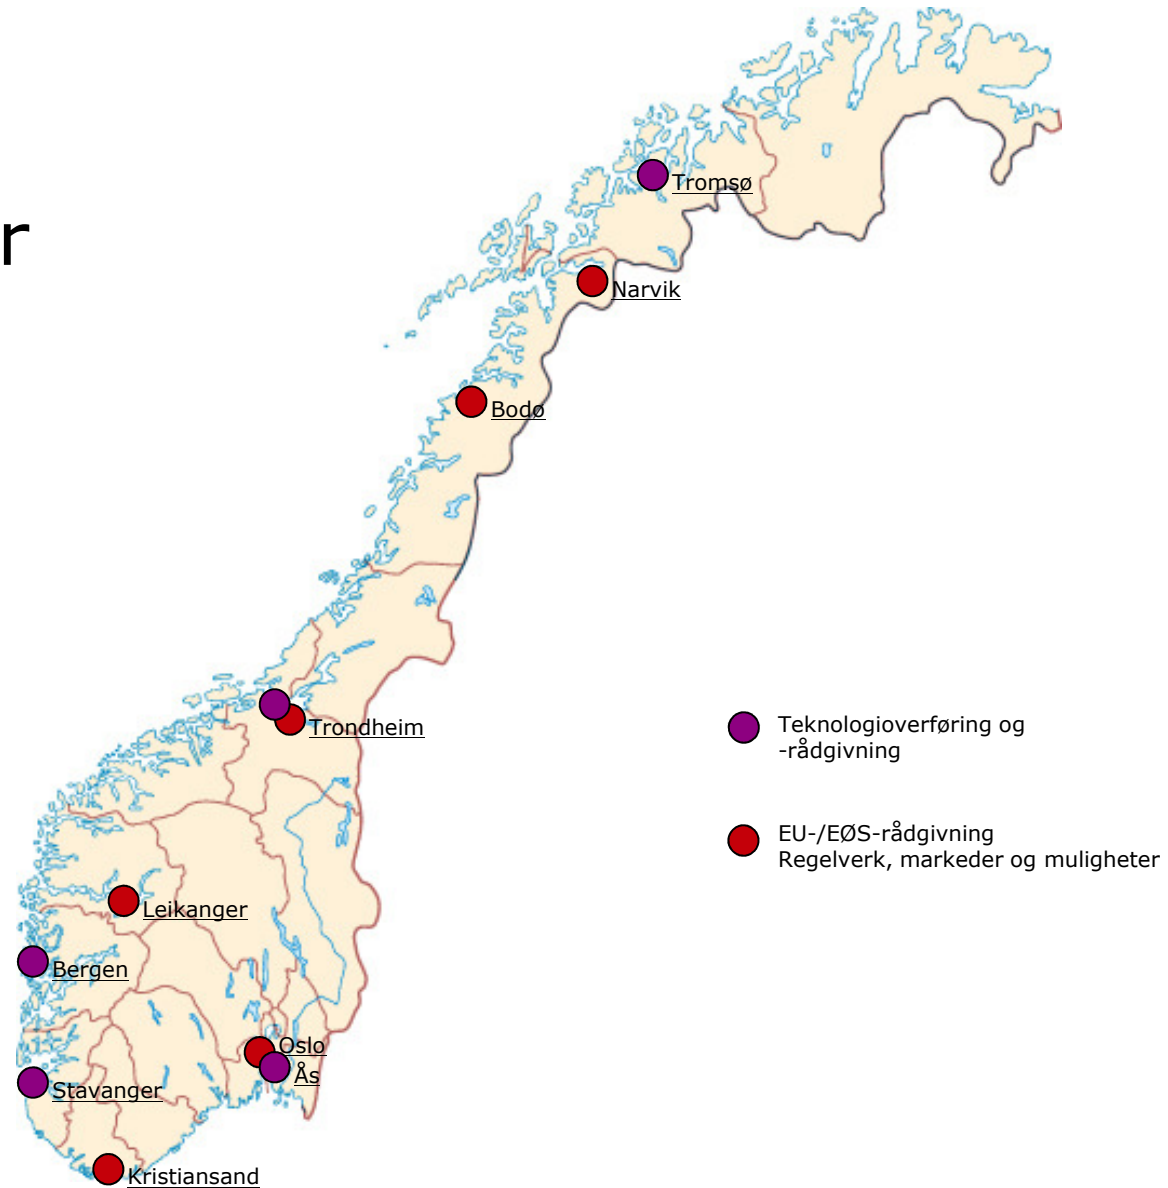 r
Tromsø
Narvik
Bodø
Trondheim
Teknologioverføring og
-rådgivning
EU-/EØS-rådgivning
Regelverk, markeder og muligheter
Leikanger
Bergen
Oslo
Ås
Stavanger
Kristiansand